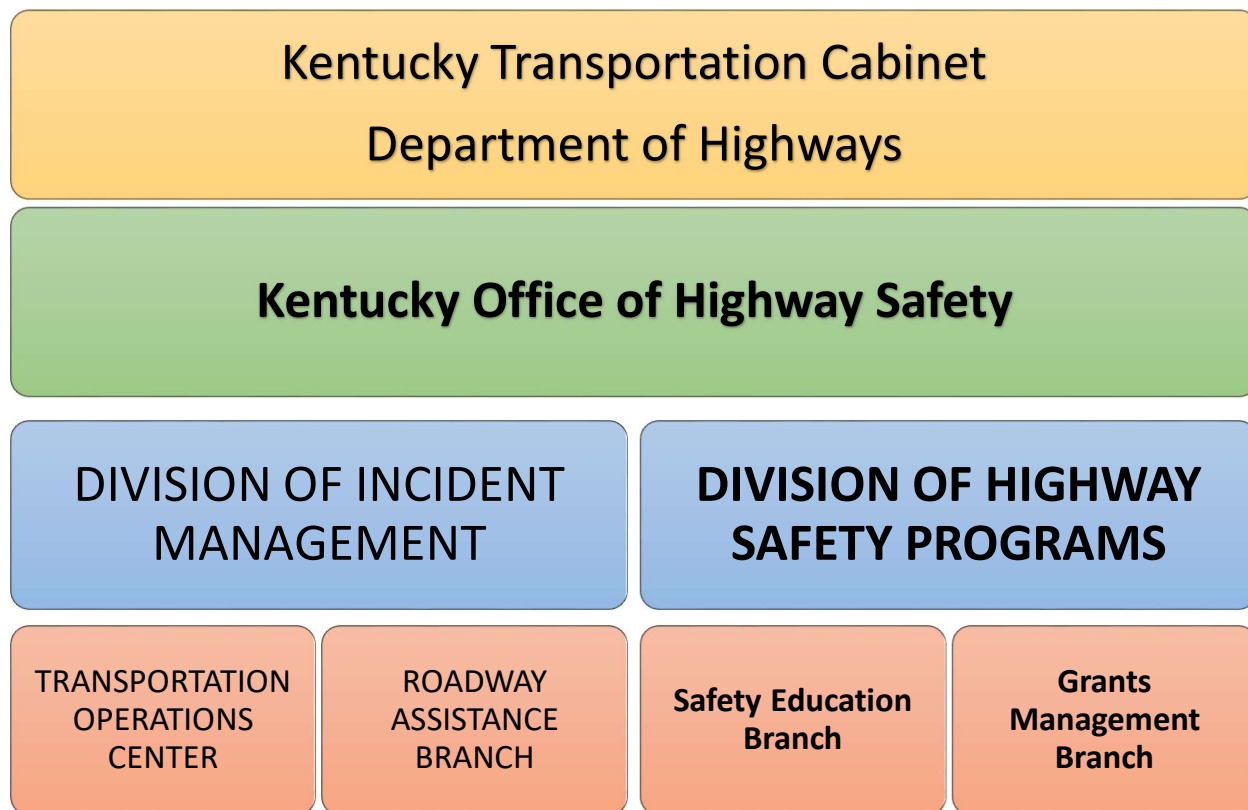 Kentucky Transportation Cabinet
Department of Highways
Kentucky Office of Highway Safety
DIVISION OF INCIDENT
MANAGEMENT
DIVISION OF HIGHWAY
SAFETY PROGRAMS
TRANSPORTATION
OPERATIONS
CENTER
ROADWAY
ASSISTANCE
BRANCH
Safety Education
Branch
Grants
Management
Branch